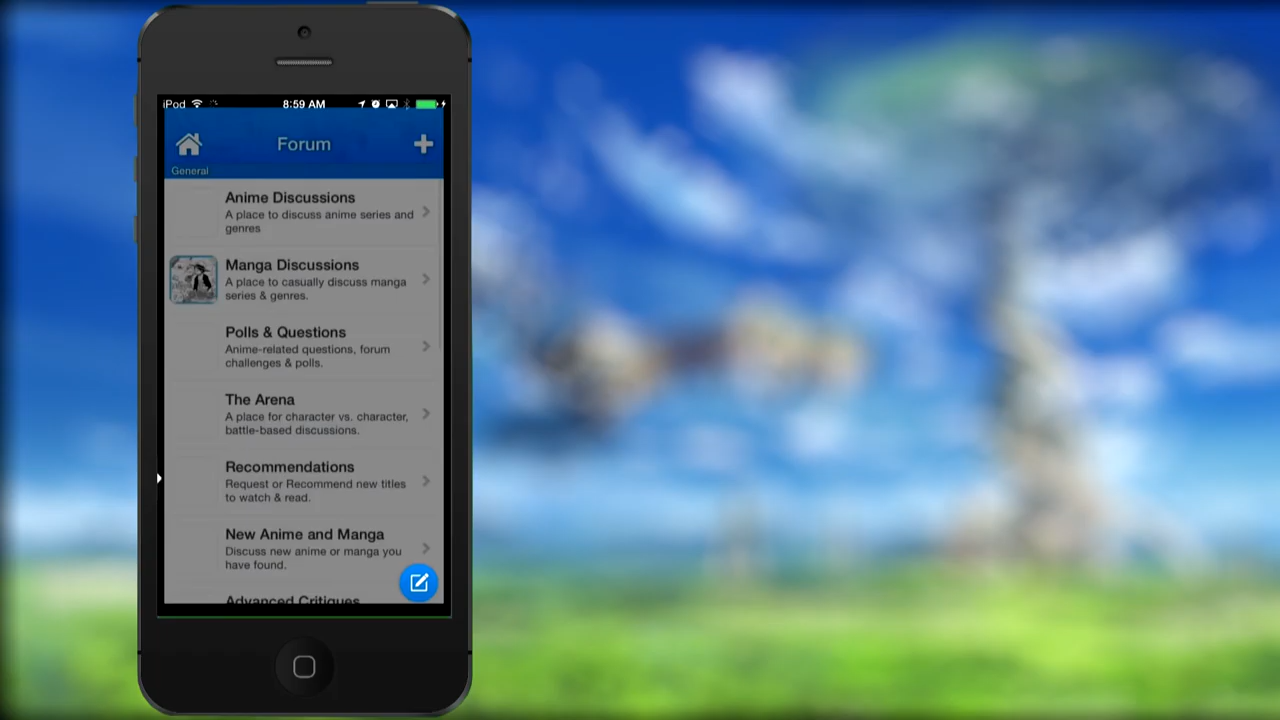 iPod 8:59 AM
Forum
General
Anime Discussions
A place to discuss anime series and
genres
Manga Discussions
A place to casually discuss manga
series & genres.
Polls & Questions
Anime-related questions, forum
challenges & polls.
The Arena
A place for character vs. character,
battle-based discussions.
Recommendations
Request or Recommend new titles
to watch & read.
New Anime and Manga
Discuss new anime or manga you
have found.
Advanced Critiques